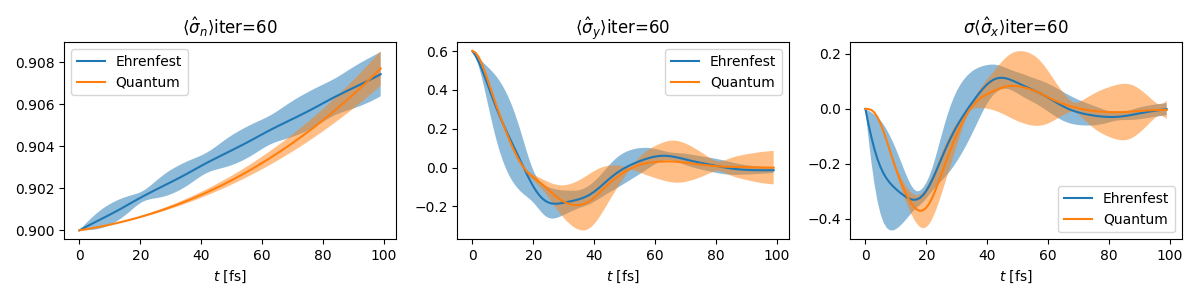 ⟨σ̂ₙ⟩iter=60
0.908
0.906
0.904
0.902
0.900
Ehrenfest
Quantum
0 20 40 60 80 100
t [fs]
⟨σ̂ᵧ⟩iter=60
0.6
0.4
0.2
0.0
−0.2
Ehrenfest
Quantum
0 20 40 60 80 100
t [fs]
σ⟨σ̂ₓ⟩iter=60
0.2
0.0
−0.2
−0.4
Ehrenfest
Quantum
0 20 40 60 80 100
t [fs]